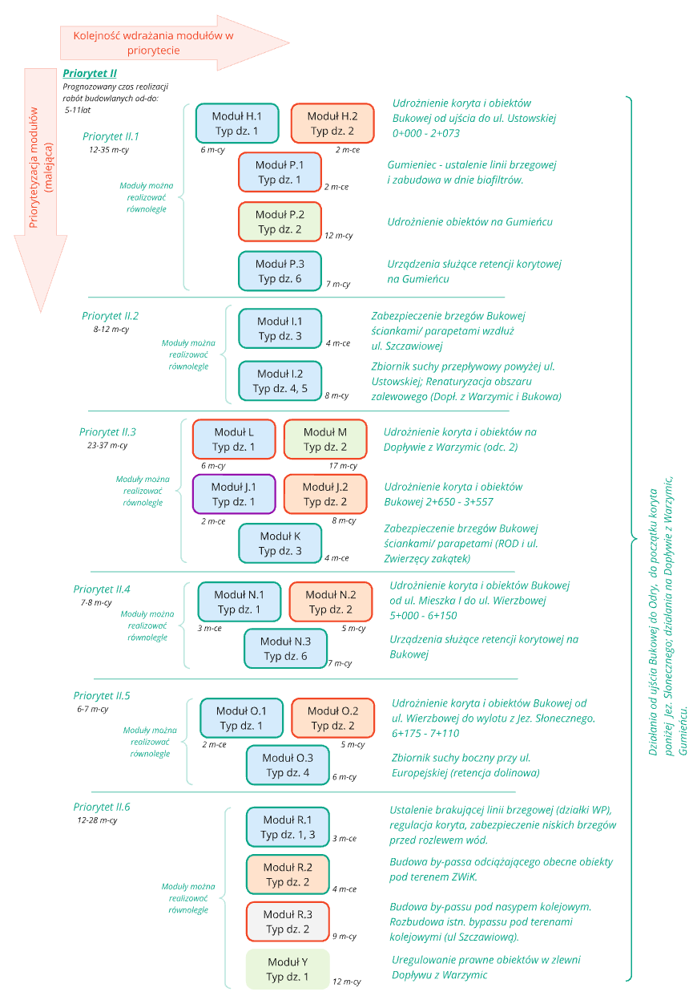 Kolejność wdrażania modułów w
priorytecie
Priorytetyzacja modułów
(malejąca)
Priorytet II
Prognozowany czas realizacji
robót budowlanych od-do:
5-11lat
Priorytet II.1
12-35 m-cy
Moduły można
realizować
równolegle
Moduł H.1
Typ dz. 1
6 m-cy
Moduł H.2
Typ dz. 2
2 m-ce
Udrożnienie koryta i obiektów
Bukowej od ujścia do ul. Ustowskiej
0+000 - 2+073
Moduł P.1
Typ dz. 1
2 m-ce
Gumieniec - ustalenie linii brzegowej
i zabudowa w dnie biofiltrów.
Moduł P.2
Typ dz. 2
12 m-cy
Udrożnienie obiektów na Gumieńcu
Moduł P.3
Typ dz. 6
7 m-cy
Urządzenia służące retencji korytowej
na Gumieńcu
Priorytet II.2
8-12 m-cy
Moduły można
realizować
równolegle
Moduł I.1
Typ dz. 3
4 m-ce
Zabezpieczenie brzegów Bukowej
ściankami/ parapetami wzdłuż
ul. Szczawiowej
Moduł I.2
Typ dz. 4, 5
8 m-cy
Zbiornik suchy przepływowy powyżej ul.
Ustowskiej; Renaturyzacja obszaru
zalewowego (Dopł. z Warzymic i Bukowa)
Priorytet II.3
23-37 m-cy
Moduły można
realizować
równolegle
Moduł L
Typ dz. 1
6 m-cy
Moduł M
Typ dz. 2
17 m-cy
Udrożnienie koryta i obiektów na
Dopływie z Warzymic (odc. 2)
Moduł J.1
Typ dz. 1
2 m-ce
Moduł J.2
Typ dz. 2
8 m-cy
Udrożnienie koryta i obiektów
Bukowej 2+650 - 3+557
Moduł K
Typ dz. 3
4 m-ce
Zabezpieczenie brzegów Bukowej
ściankami/ parapetami (ROD i ul.
Zwierzęcy zakątek)
Priorytet II.4
7-8 m-cy
Moduły można
realizować
równolegle
Moduł N.1
Typ dz. 1
3 m-ce
Moduł N.2
Typ dz. 2
5 m-cy
Udrożnienie koryta i obiektów Bukowej
od ul. Mieszka I do ul. Wierzbowej
5+000 - 6+150
Moduł N.3
Typ dz. 6
7 m-cy
Urządzenia służące retencji korytowej na
Bukowej
Priorytet II.5
6-7 m-cy
Moduły można
realizować
równolegle
Moduł O.1
Typ dz. 1
2 m-ce
Moduł O.2
Typ dz. 2
5 m-cy
Udrożnienie koryta i obiektów Bukowej od
ul. Wierzbowej do wylotu z Jez. Słonecznego.
6+175 - 7+110
Moduł O.3
Typ dz. 4
6 m-cy
Zbiornik suchy boczny przy ul.
Europejskiej (retencja dolinowa)
Priorytet II.6
12-28 m-cy
Moduły można
realizować
równolegle
Moduł R.1
Typ dz. 1, 3
3 m-ce
Ustalenie brakującej linii brzegowej (działki WP),
regulacja koryta, zabezpieczenie niskich brzegów
przed rozlewem wód.
Moduł R.2
Typ dz. 2
4 m-ce
Budowa by-passa odciążającego obecne obiekty
pod terenem ZWiK.
Moduł R.3
Typ dz. 2
9 m-cy
Budowa by-passu pod nasypem kolejowym.
Rozbudowa istn. bypassu pod terenami
kolejowymi (ul Szczawiową).
Moduł Y
Typ dz. 1
12 m-cy
Uregulowanie prawne obiektów w zlewni
Dopływu z Warzymic
Działania od ujścia Bukowej do Odry, do początku koryta
poniżej Jez. Słonecznego; działania na Dopływie z Warzymic,
Gumieńcu.